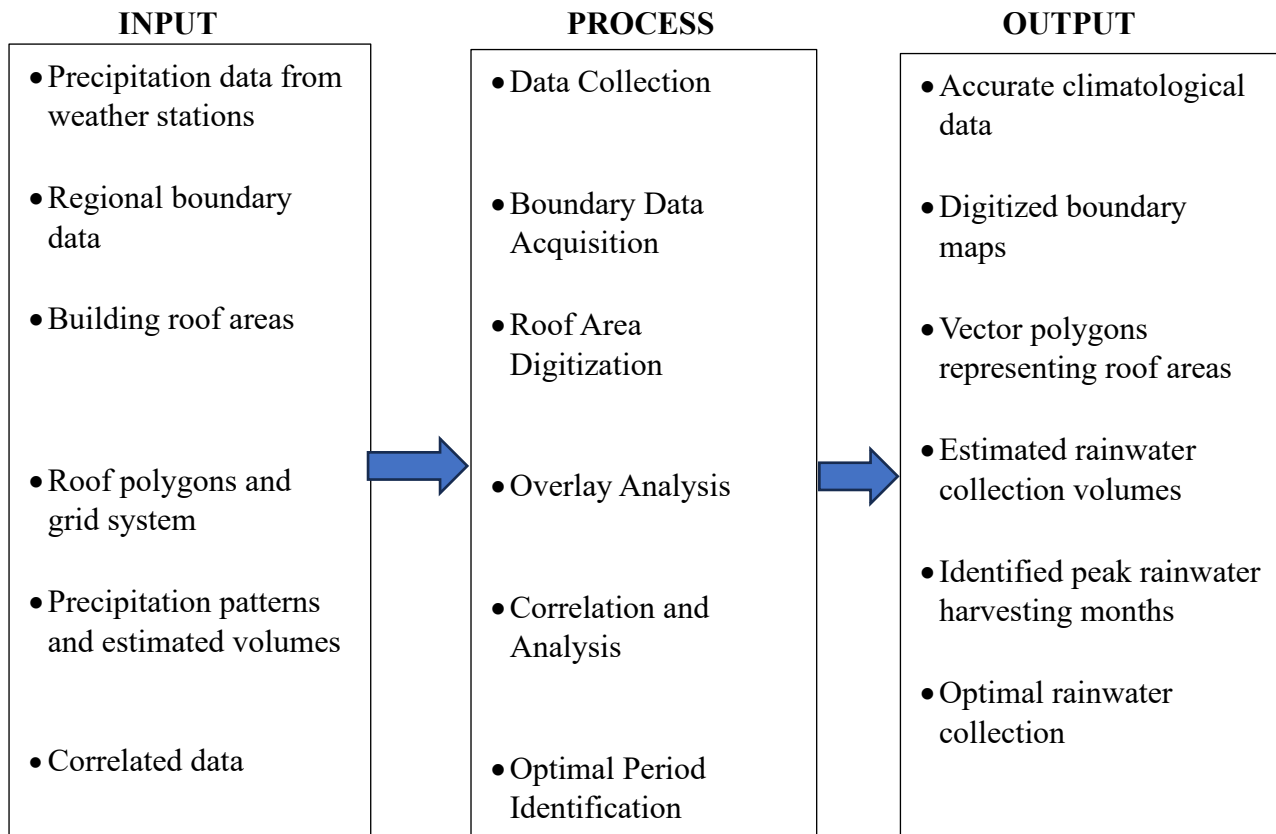 INPUT
• Precipitation data from
weather stations
• Regional boundary
data
• Building roof areas
• Roof polygons and
grid system
• Precipitation patterns
and estimated volumes
• Correlated data
PROCESS
• Data Collection
• Boundary Data
Acquisition
• Roof Area
Digitization
• Overlay Analysis
• Correlation and
Analysis
• Optimal Period
Identification
OUTPUT
• Accurate climatological
data
• Digitized boundary
maps
• Vector polygons
representing roof areas
• Estimated rainwater
collection volumes
• Identified peak rainwater
harvesting months
• Optimal rainwater
collection